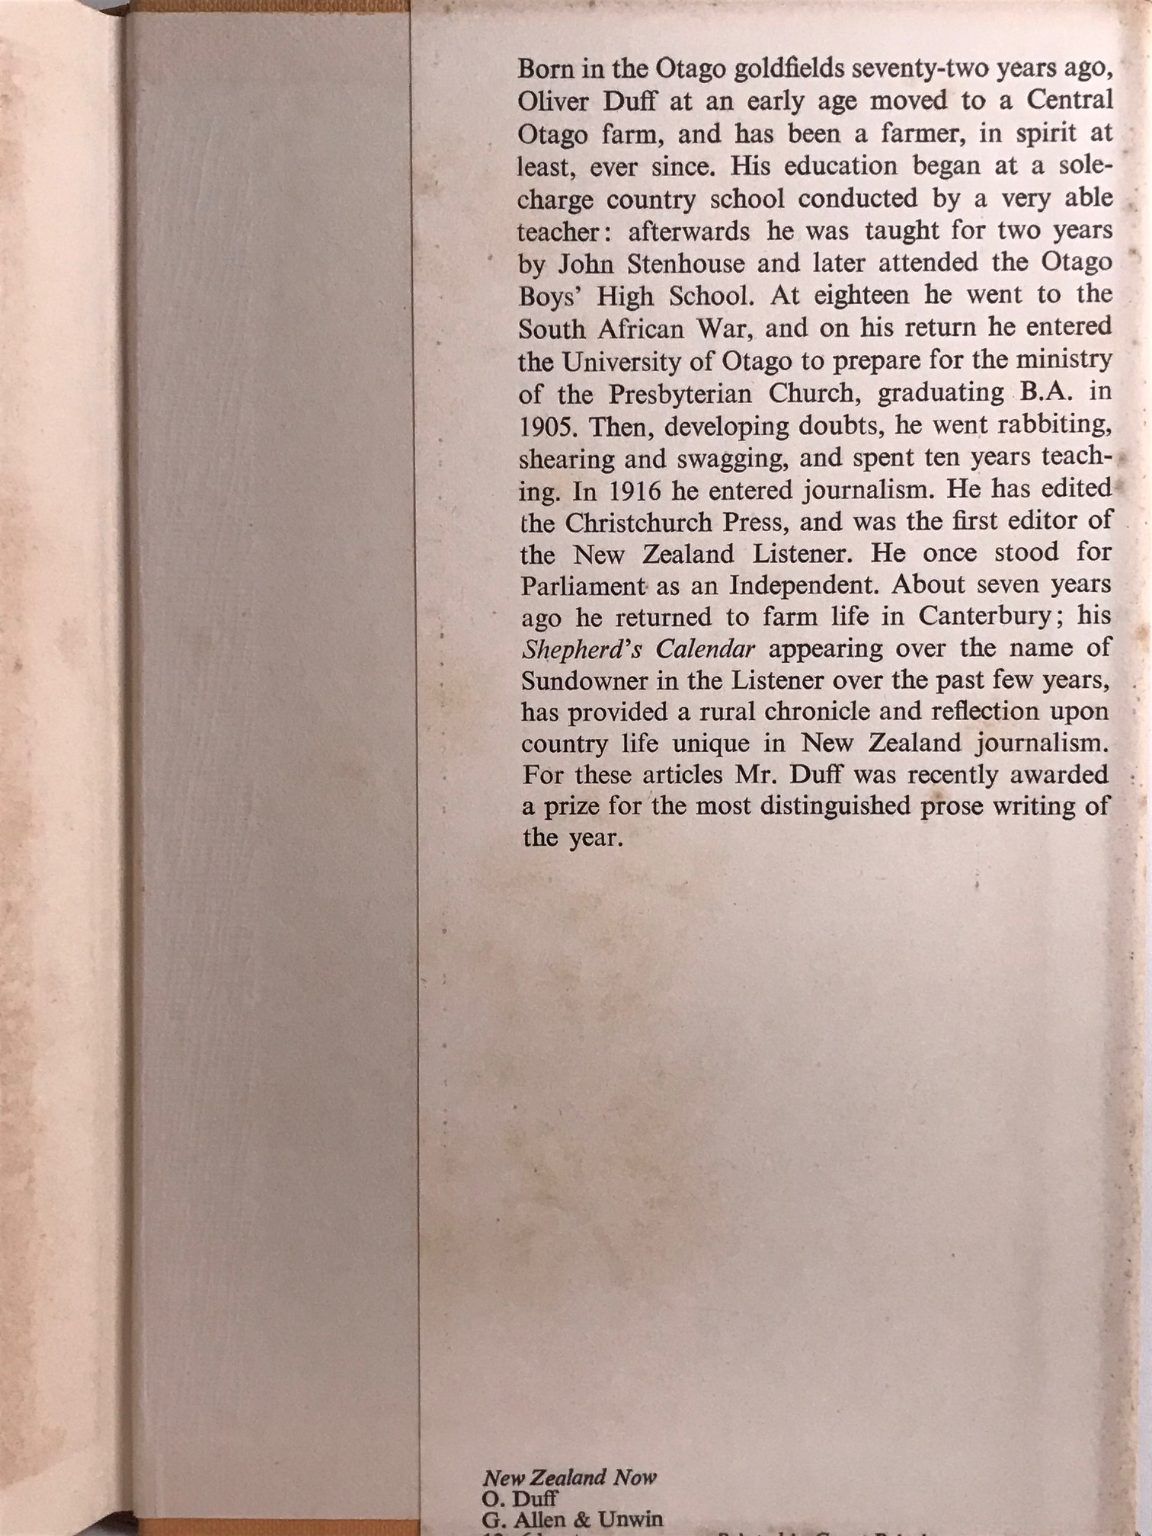 Born in the Otago goldfields seventy-two years ago,
Oliver Duff at an early age moved to a Central
Otago farm, and has been a farmer, in spirit at
least, ever since. His education began at a sole-
charge country school conducted by a very able
teacher: afterwards he was taught for two years
by John Stenhouse and later attended the Otago
Boys' High School. At eighteen he went to the
South African War, and on his return he entered
the University of Otago to prepare for the ministry
of the Presbyterian Church, graduating B.A. in
1905. Then, developing doubts, he went rabbiting,
shearing and swagging, and spent ten years teach-
ing. In 1916 he entered journalism. He has edited
the Christchurch Press, and was the first editor of
the New Zealand Listener. He once stood for
Parliament as an Independent. About seven years
ago he returned to farm life in Canterbury; his
Shepherd's Calendar appearing over the name of
Sundowner in the Listener over the past few years,
has provided a rural chronicle and reflection upon
country life unique in New Zealand journalism.
For these articles Mr. Duff was recently awarded
a prize for the most distinguished prose writing of
the year.
New Zealand Now
O. Duff
G. Allen & Unwin